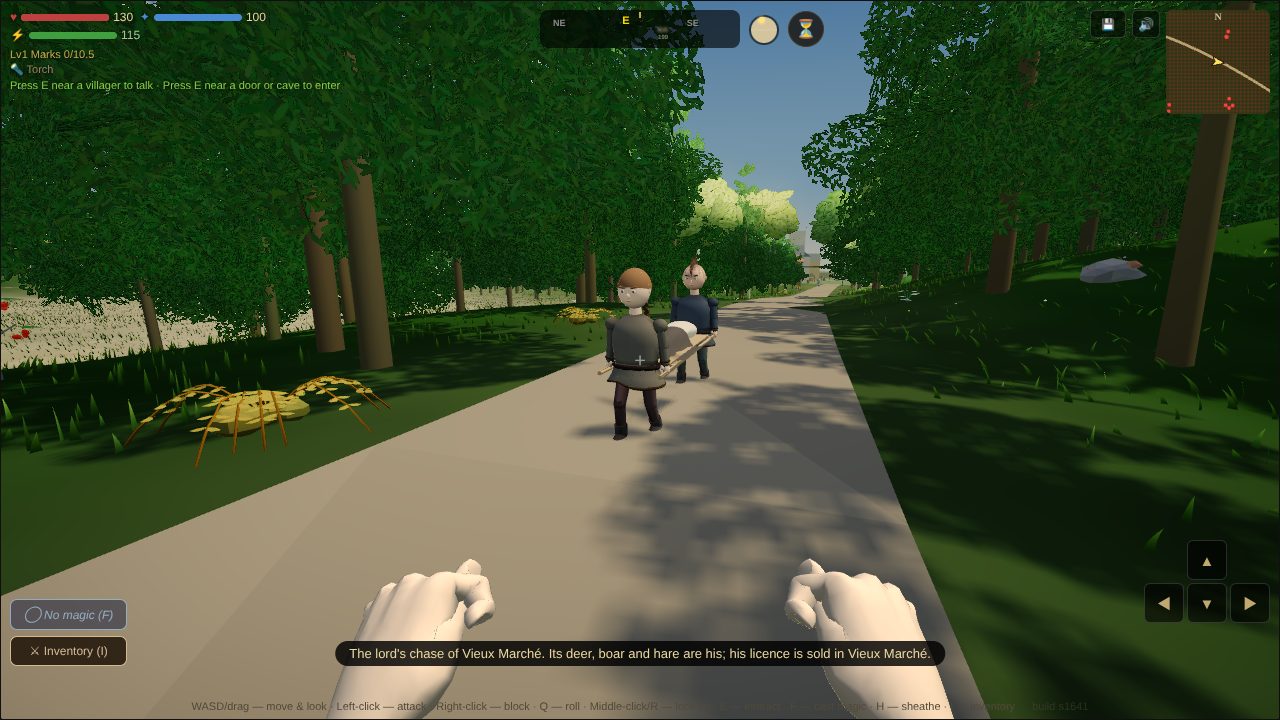 130 100
115
Lv1 Marks 0/10.5
Torch
Press E near a villager to talk · Press E near a door or cave to enter
NE E SE
N
No magic (F)
Inventory (I)
The lord's chase of Vieux Marché. Its deer, boar and hare are his; his licence is sold in Vieux Marché.
WASD/drag — move & look · Left-click — attack · Right-click — block · Q — roll · Middle-click/R — magic · H — sheathe · inventory build s1641